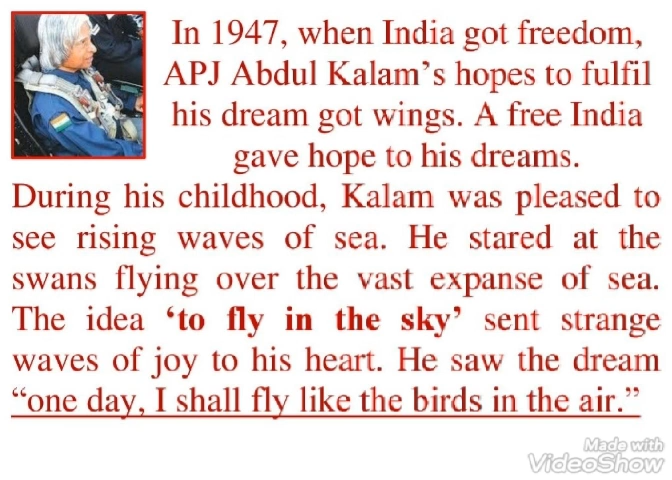 In 1947, when India got freedom,
APJ Abdul Kalam’s hopes to fulfil
his dream got wings. A free India
gave hope to his dreams.
During his childhood, Kalam was pleased to
see rising waves of sea. He stared at the
swans flying over the vast expanse of sea.
The idea ‘to fly in the sky’ sent strange
waves of joy to his heart. He saw the dream
“one day, I shall fly like the birds in the air.”
Made with
VideoShow